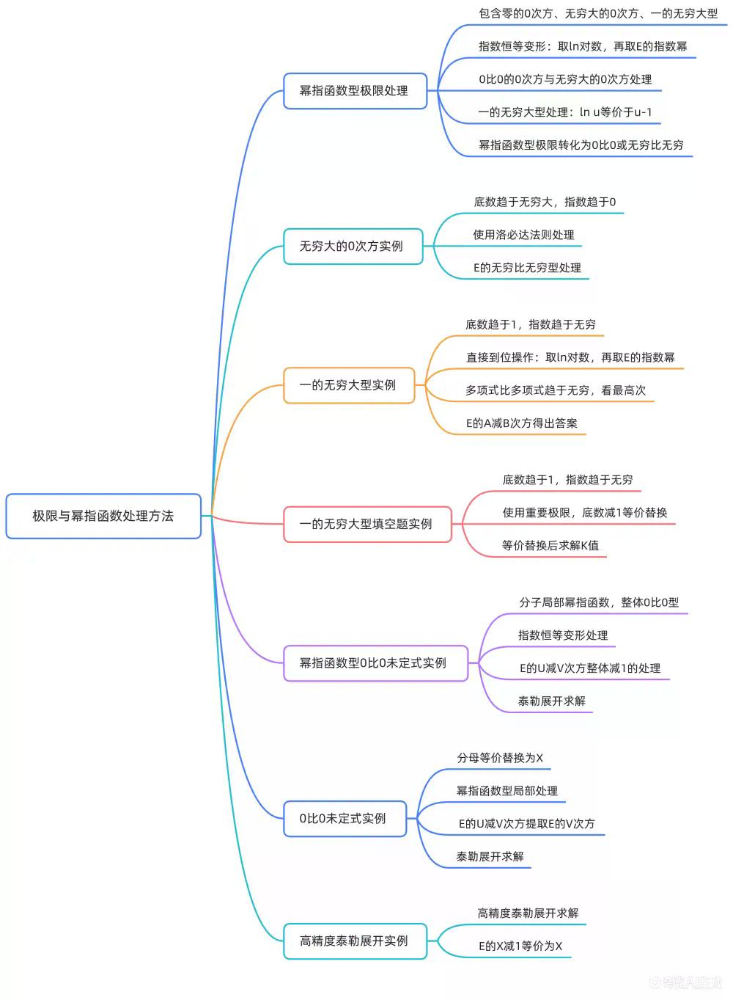 包含零的0次方、无穷大的0次方、一的无穷大型
指数恒等变形：取ln对数，再取E的指数幂
幂指函数型极限处理
0比0的0次方与无穷大的0次方处理
一的无穷大型处理：ln u等价于u-1
幂指函数型极限转化为0比0或无穷比无穷
底数趋于无穷大，指数趋于0
无穷大的0次方实例
使用洛必达法则处理
E的无穷比无穷型处理
底数趋于1，指数趋于无穷
直接到位操作：取ln对数，再取E的指数幂
一的无穷大型实例
多项式比多项式趋于无穷，看最高次
E的A减B次方得出答案
极限与幂指函数处理方法
底数趋于1，指数趋于无穷
使用重要极限，底数减1等价替换
一的无穷大型填空题实例
等价替换后求解K值
分子局部幂指函数，整体0比0型
指数恒等变形处理
幂指函数型0比0未定式实例
E的U减V次方整体减1的处理
泰勒展开求解
分母等价替换为X
幂指函数型局部处理
0比0未定式实例
E的U减V次方提取E的V次方
泰勒展开求解
高精度泰勒展开求解
高精度泰勒展开实例
E的X减1等价为X
夸克AI生成